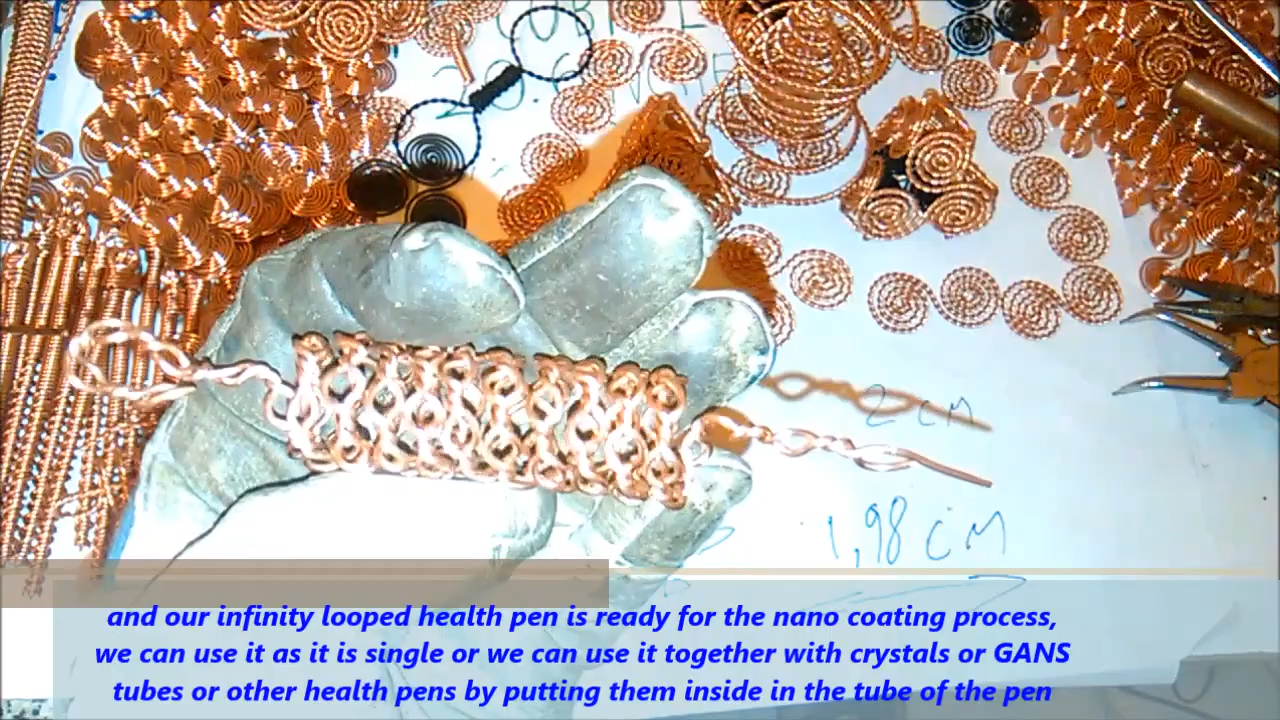 2 cm
1,98 cm
and our infinity looped health pen is ready for the nano coating process,
we can use it as it is single or we can use it together with crystals or GANS
tubes or other health pens by putting them inside in the tube of the pen